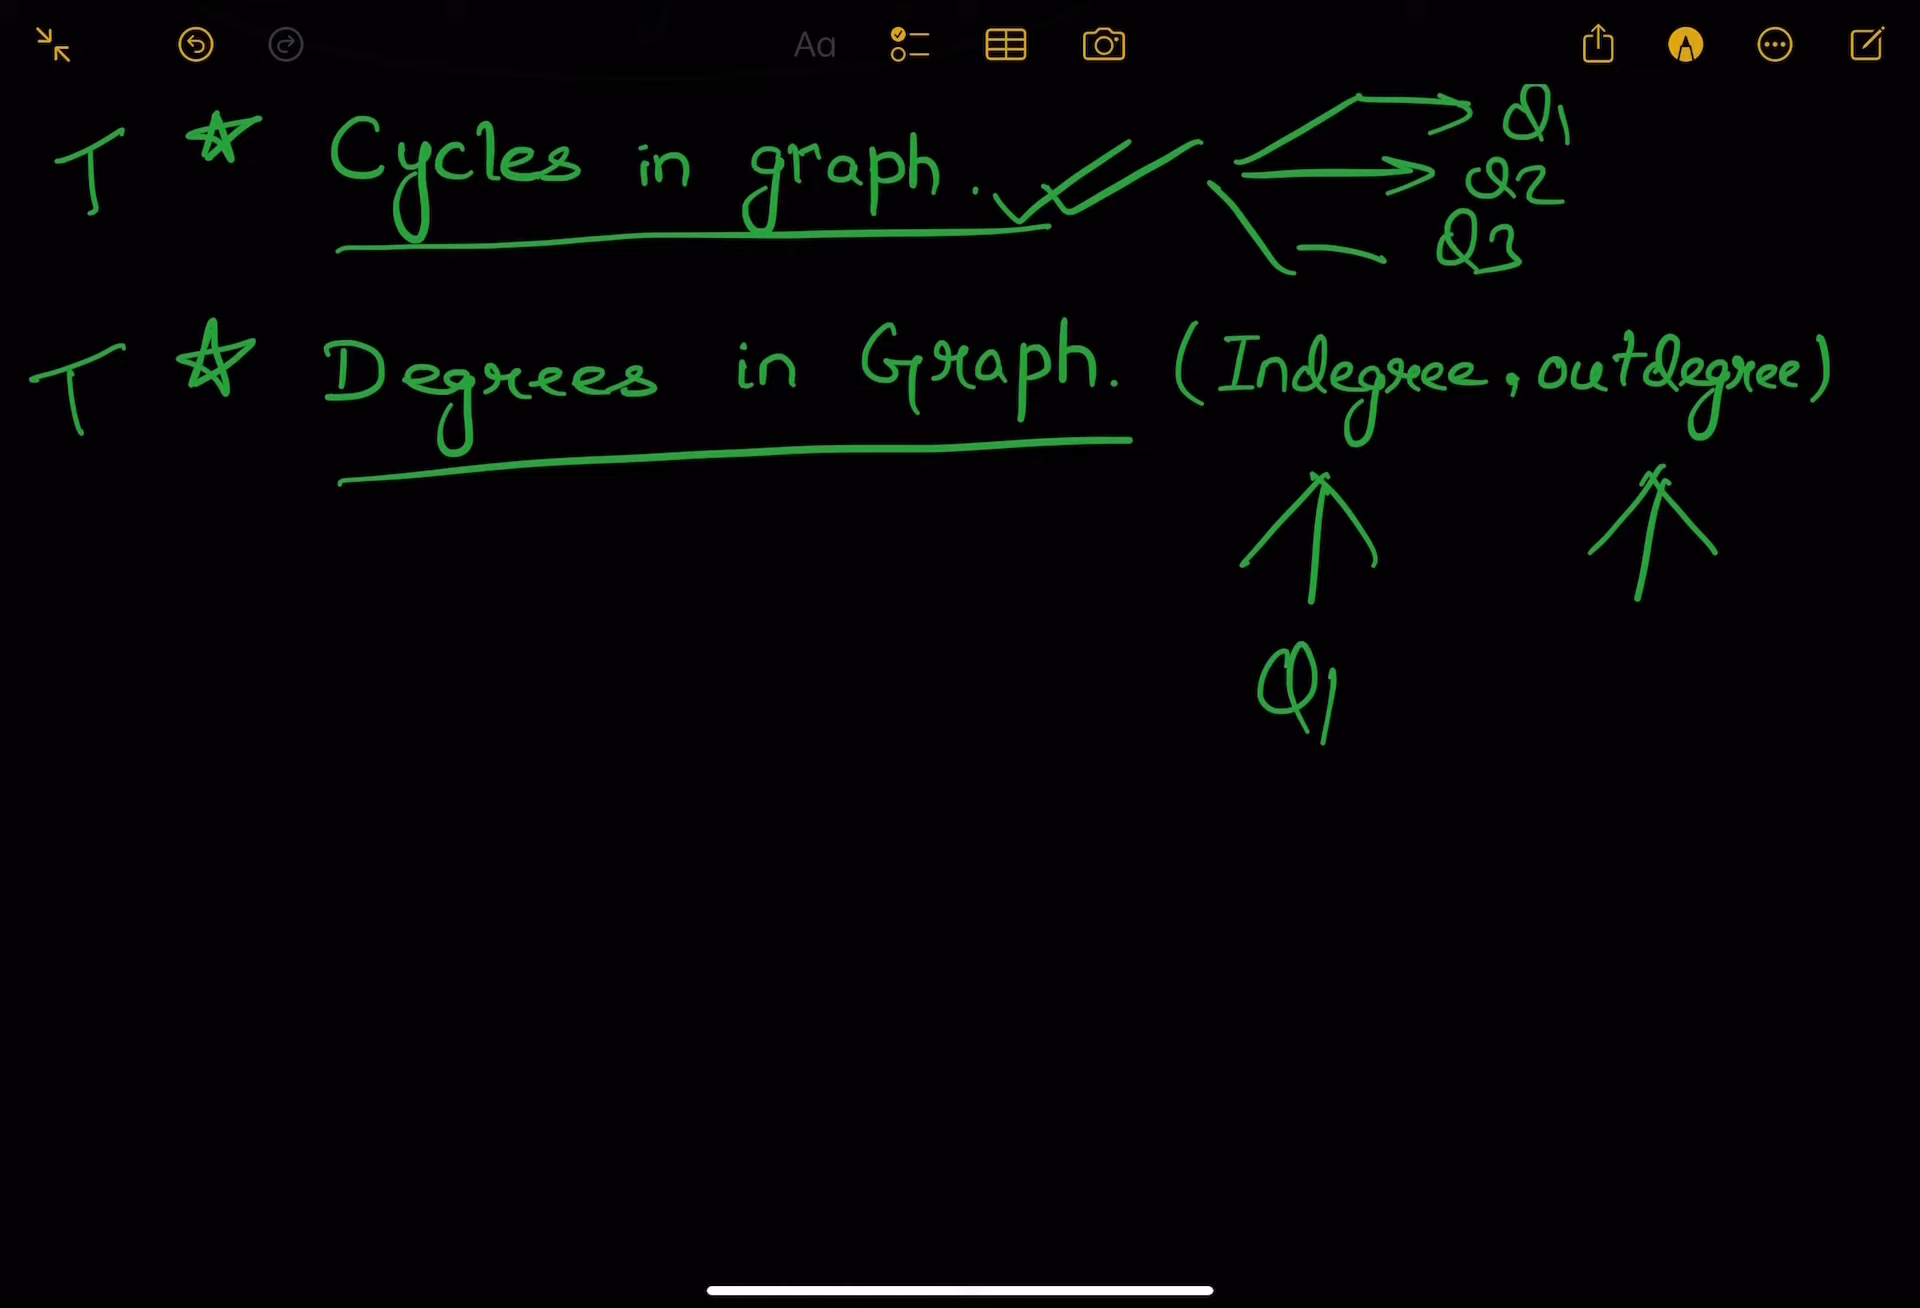 Aa
T ☆ Cycles in graph. Q1
Q2
Q3
T ☆ Degrees in Graph. (Indegree, outdegree)
Q1